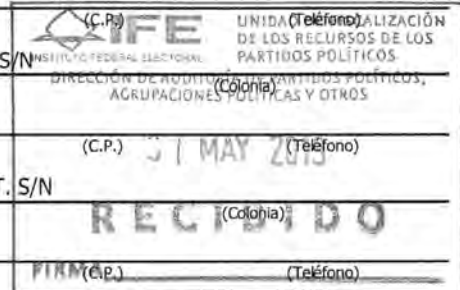 (C.P.) (Teléfono)
IFE
INSTITUTO FEDERAL ELECTORAL
UNIDAD DE FISCALIZACIÓN
DE LOS RECURSOS DE LOS
PARTIDOS POLÍTICOS
S/N
DIRECCIÓN DE AUDITORÍA DE PARTIDOS POLÍTICOS,
AGRUPACIONES POLÍTICAS Y OTROS
(Colonia)
(C.P.) (Teléfono)
MAY
T. S/N
RECIBIDO
(Colonia)
FIRMA
(C.P.) (Teléfono)